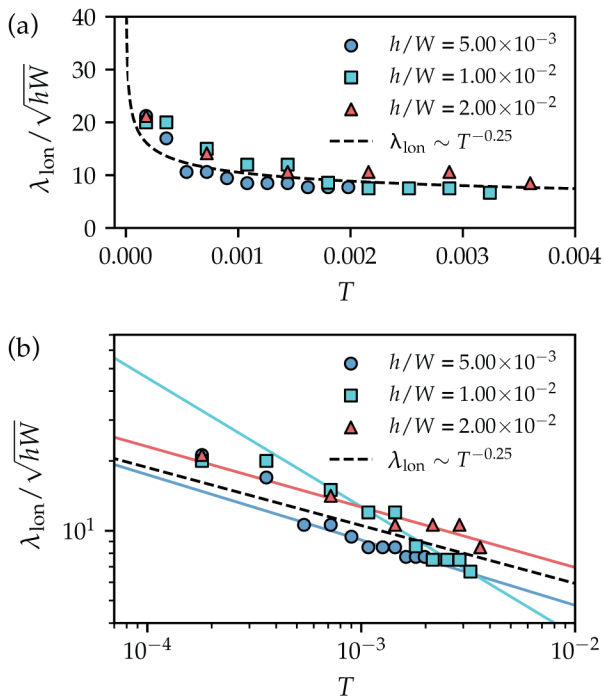 (a)
40
30
20
10
0
λlon/√hW
h/W = 5.00×10⁻³
h/W = 1.00×10⁻²
h/W = 2.00×10⁻²
λlon ~ T⁻⁰·²⁵
0.000 0.001 0.002 0.003 0.004
T
(b)
λlon/√hW
10¹
h/W = 5.00×10⁻³
h/W = 1.00×10⁻²
h/W = 2.00×10⁻²
λlon ~ T⁻⁰·²⁵
10⁻⁴ 10⁻³ 10⁻²
T